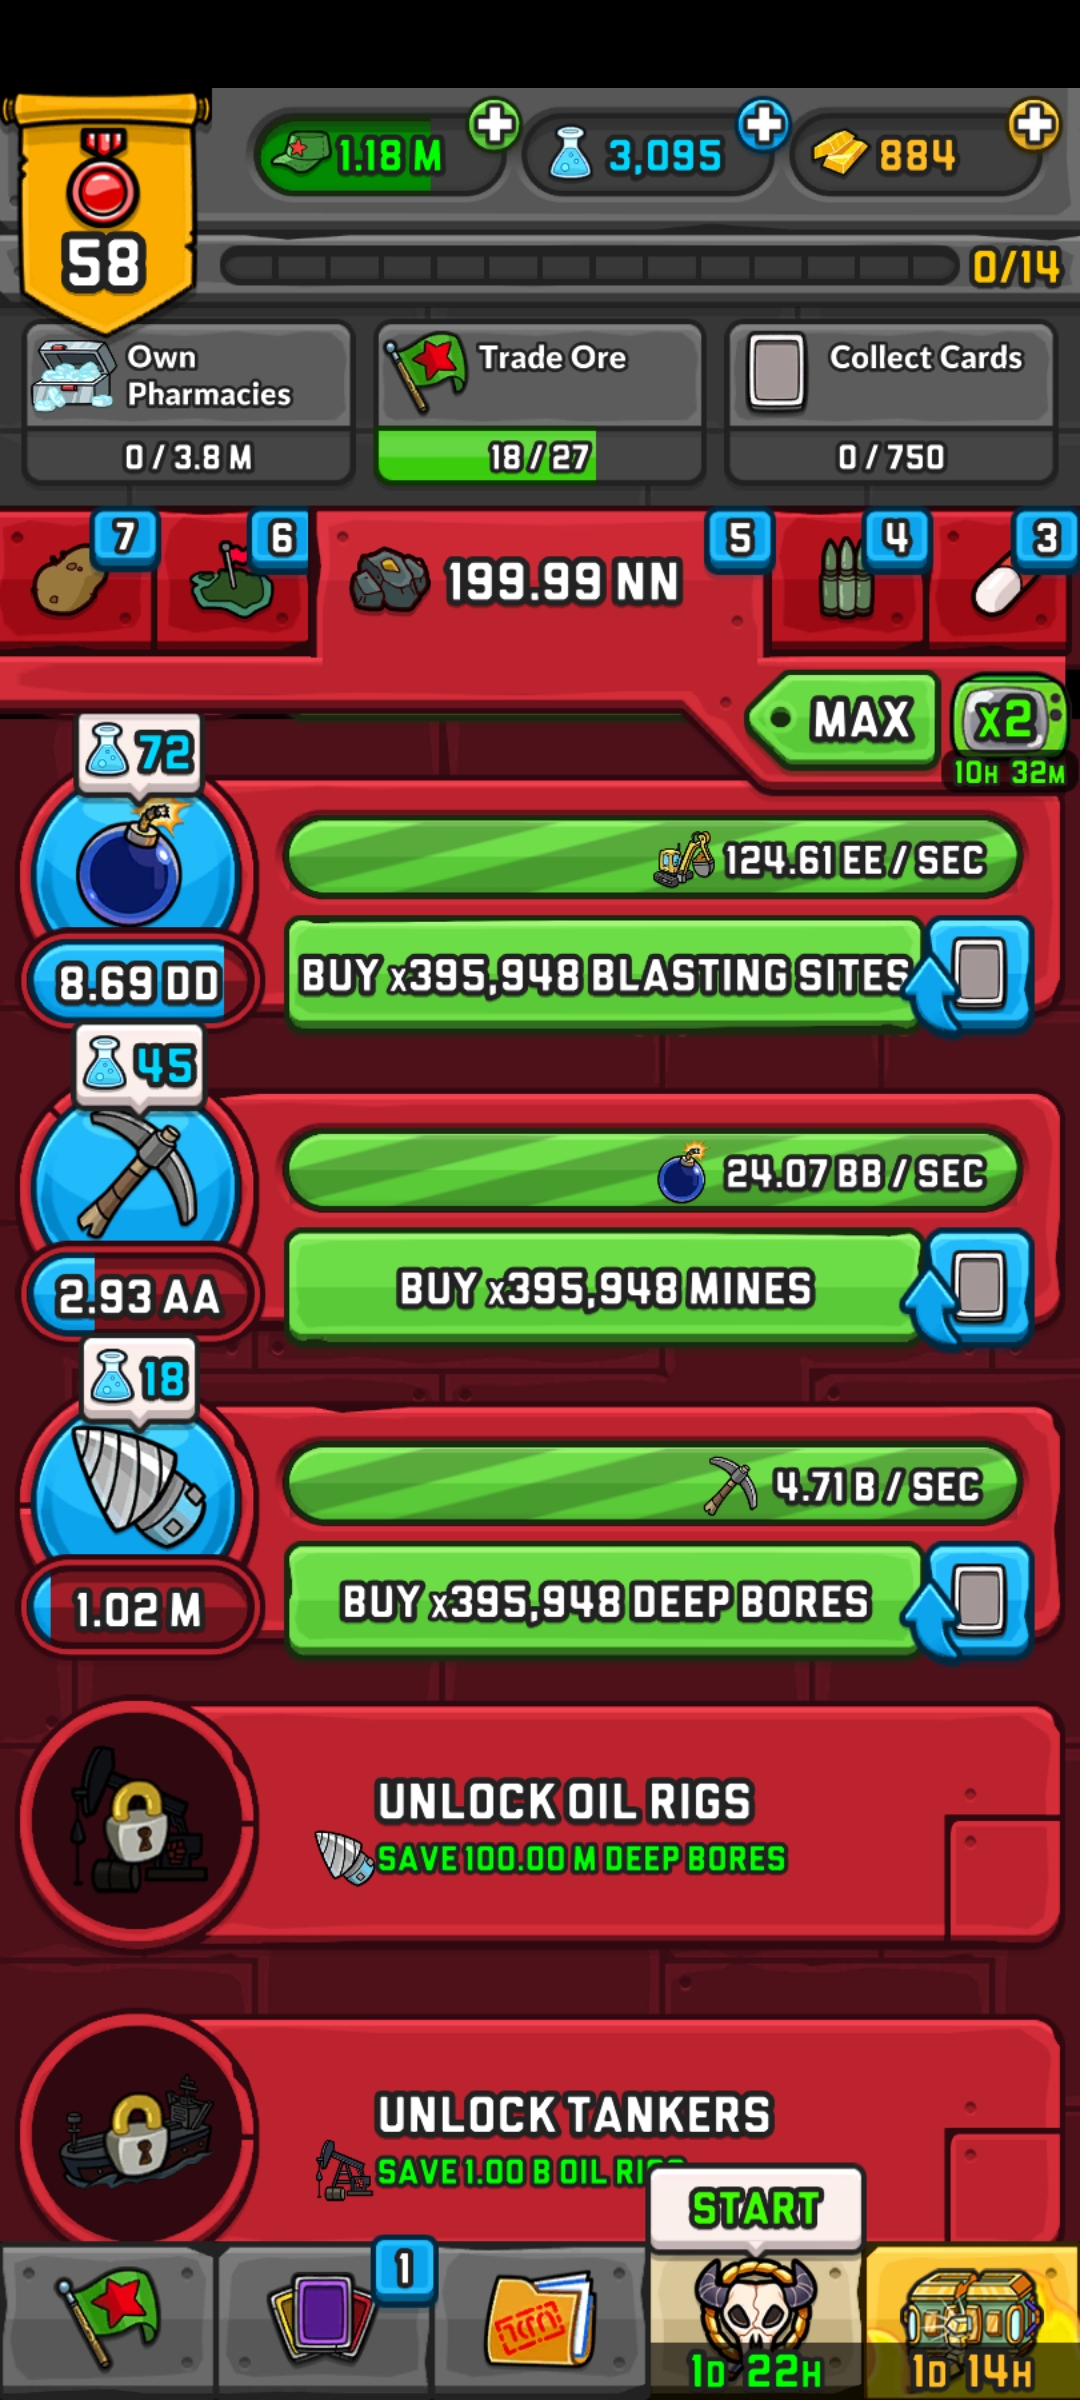 1.18 M
3,095
884
58
0/14
Own
Pharmacies
0 / 3.8 M
Trade Ore
18 / 27
Collect Cards
0 / 750
7
6
199.99 NN
5
4
3
MAX
x2
10H 32M
72
124.61 EE / SEC
8.69 DD
BUY x395,948 BLASTING SITES
45
24.07 BB / SEC
2.93 AA
BUY x395,948 MINES
18
4.71 B / SEC
1.02 M
BUY x395,948 DEEP BORES
UNLOCK OIL RIGS
SAVE 100.00 M DEEP BORES
UNLOCK TANKERS
SAVE 1.00 B OIL RIGS
START
1
1D 22H
1D 14H